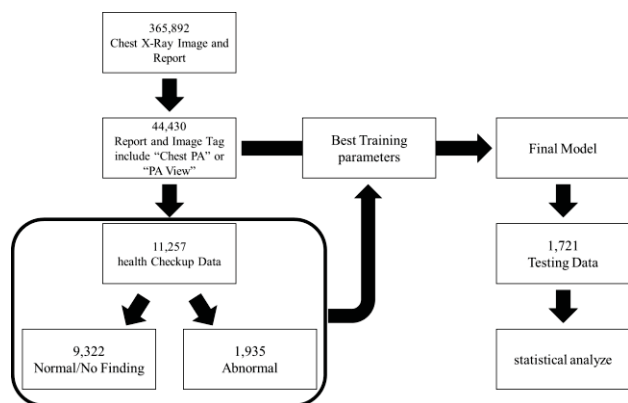 365,892
Chest X-Ray Image and
Report
44,430
Report and Image Tag
include “Chest PA” or
“PA View”
Best Training
parameters
Final Model
11,257
health Checkup Data
1,721
Testing Data
9,322
Normal/No Finding
1,935
Abnormal
statistical analyze